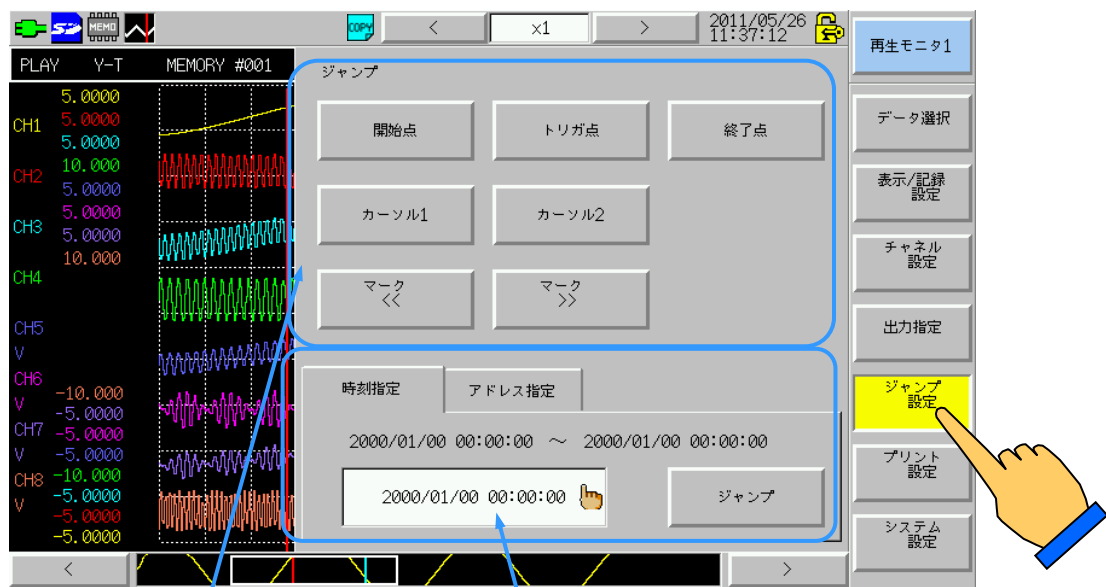 SD
MEMO
COPY
<
x1
>
2011/05/26
11:37:12
再生モニタ1
PLAY Y-T MEMORY #001
5.0000
CH1 5.0000
5.0000
10.000
CH2
5.0000
5.0000
CH3 5.0000
10.000
CH4
CH5
V
CH6
V -10.000
-5.0000
CH7 -5.0000
V -5.0000
CH8 -10.000
-5.0000
V
-5.0000
-5.0000
ジャンプ
開始点
トリガ点
終了点
カーソル1
カーソル2
マーク
<<
マーク
>>
時刻指定
アドレス指定
2000/01/00 00:00:00 ～ 2000/01/00 00:00:00
2000/01/00 00:00:00
ジャンプ
データ選択
表示/記録
設定
チャネル
設定
出力指定
ジャンプ
設定
プリント
設定
システム
設定
<
>